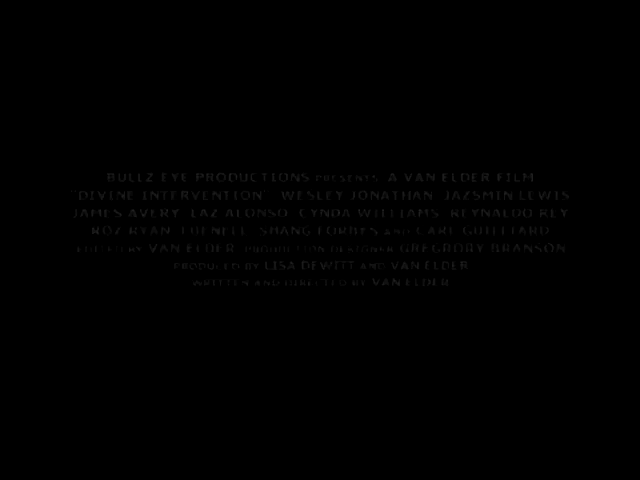 BULLZ EYE PRODUCTIONS PRESENTS A VAN ELDER FILM
"DIVINE INTERVENTION" WESLEY JONATHAN JAZSMIN LEWIS
JAMES AVERY LAZ ALONSO CYNDA WILLIAMS REYNALDO REY
ROZ RYAN LUENELL SHANG FORBES AND CARL GUILLIARD
EDITED BY VAN ELDER PRODUCTION DESIGNER GREGRORY BRANSON
PRODUCED BY LISA DEWITT AND VAN ELDER
WRITTEN AND DIRECTED BY VAN ELDER